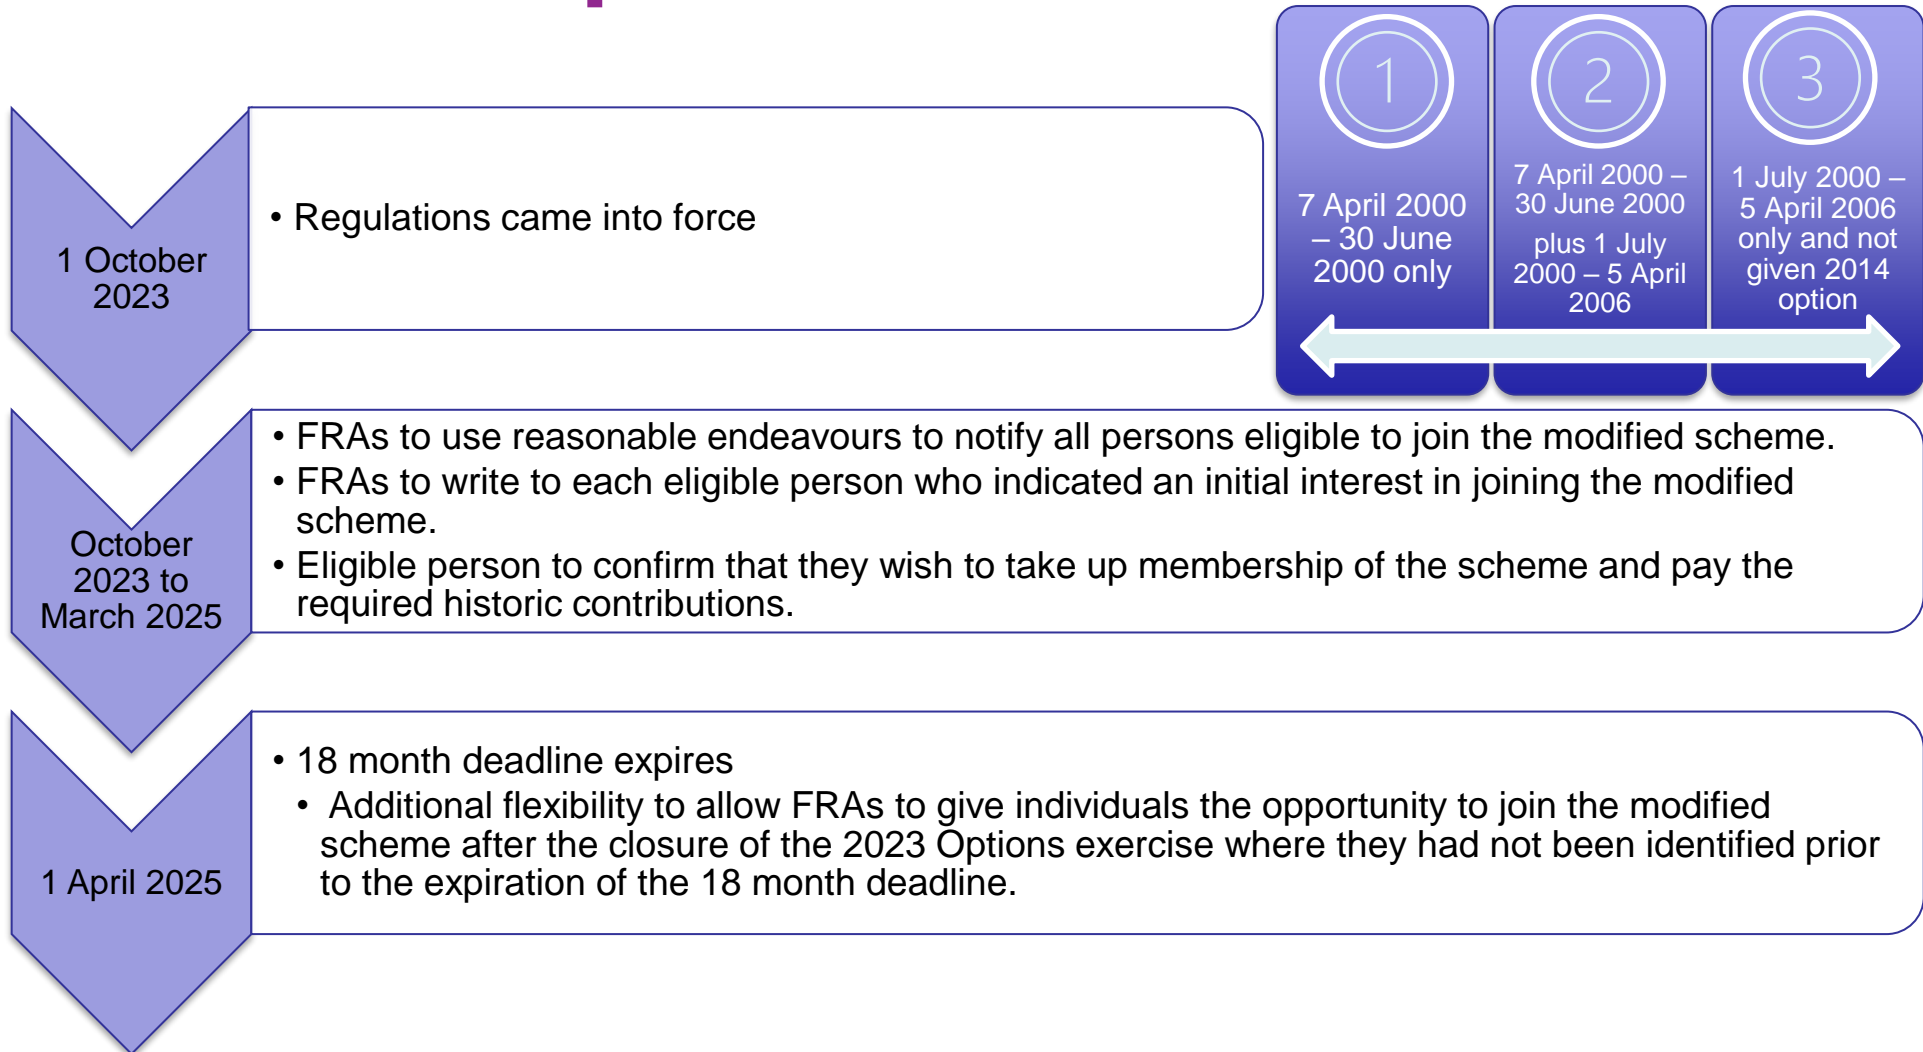 1
2
3
7 April 2000
– 30 June
2000 only
7 April 2000 –
30 June 2000
plus 1 July
2000 – 5 April
2006
1 July 2000 –
5 April 2006
only and not
given 2014
option
1 October
2023
• Regulations came into force
October
2023 to
March 2025
• FRAs to use reasonable endeavours to notify all persons eligible to join the modified scheme.
• FRAs to write to each eligible person who indicated an initial interest in joining the modified
scheme.
• Eligible person to confirm that they wish to take up membership of the scheme and pay the
required historic contributions.
1 April 2025
• 18 month deadline expires
• Additional flexibility to allow FRAs to give individuals the opportunity to join the modified
scheme after the closure of the 2023 Options exercise where they had not been identified prior
to the expiration of the 18 month deadline.